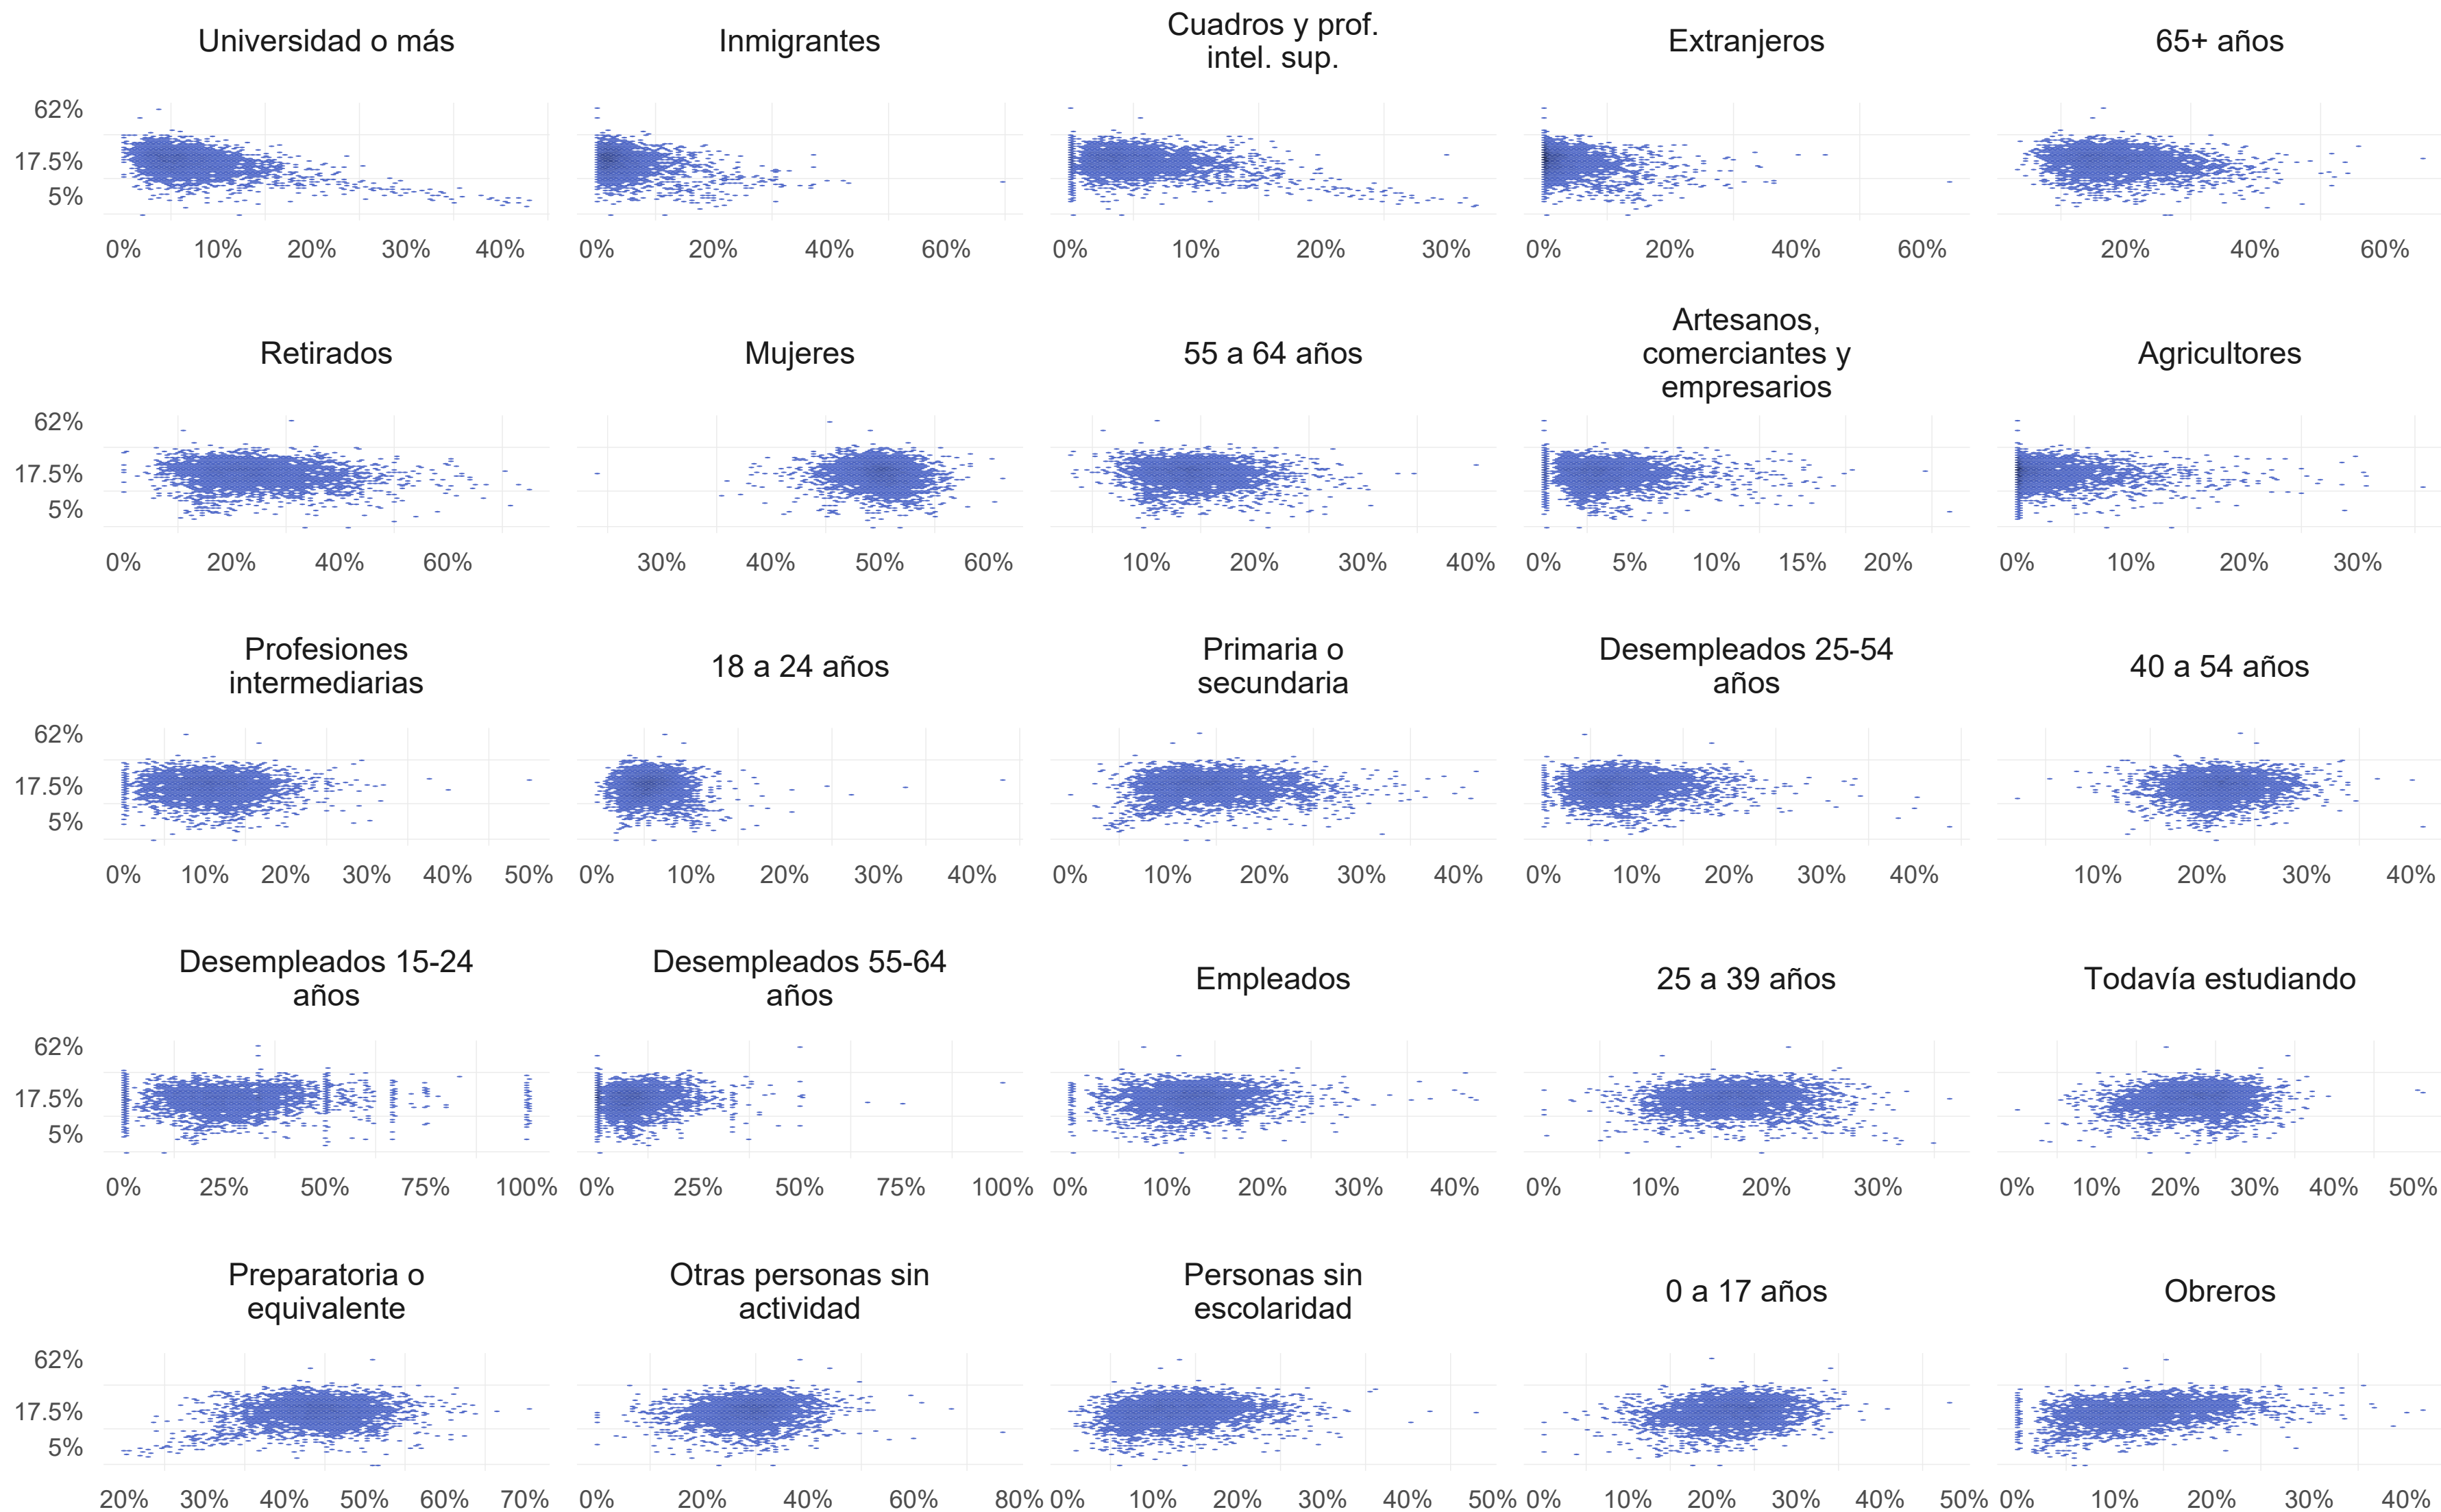 Universidad o más
Inmigrantes
Cuadros y prof.
intel. sup.
Extranjeros
65+ años
62%
17.5%
5%
0% 10% 20% 30% 40%
0% 20% 40% 60%
0% 10% 20% 30%
0% 20% 40% 60%
20% 40% 60%
Retirados
Mujeres
55 a 64 años
Artesanos,
comerciantes y
empresarios
Agricultores
62%
17.5%
5%
0% 20% 40% 60%
30% 40% 50% 60%
10% 20% 30% 40%
0% 5% 10% 15% 20%
0% 10% 20% 30%
Profesiones
intermediarias
18 a 24 años
Primaria o
secundaria
Desempleados 25-54
años
40 a 54 años
62%
17.5%
5%
0% 10% 20% 30% 40% 50%
0% 10% 20% 30% 40%
0% 10% 20% 30% 40%
0% 10% 20% 30% 40%
10% 20% 30% 40%
Desempleados 15-24
años
Desempleados 55-64
años
Empleados
25 a 39 años
Todavía estudiando
62%
17.5%
5%
0% 25% 50% 75% 100%
0% 25% 50% 75% 100%
0% 10% 20% 30% 40%
0% 10% 20% 30%
0% 10% 20% 30% 40% 50%
Preparatoria o
equivalente
Otras personas sin
actividad
Personas sin
escolaridad
0 a 17 años
Obreros
62%
17.5%
5%
20% 30% 40% 50% 60% 70%
0% 20% 40% 60% 80%
0% 10% 20% 30% 40% 50%
0% 10% 20% 30% 40% 50%
0% 10% 20% 30% 40%